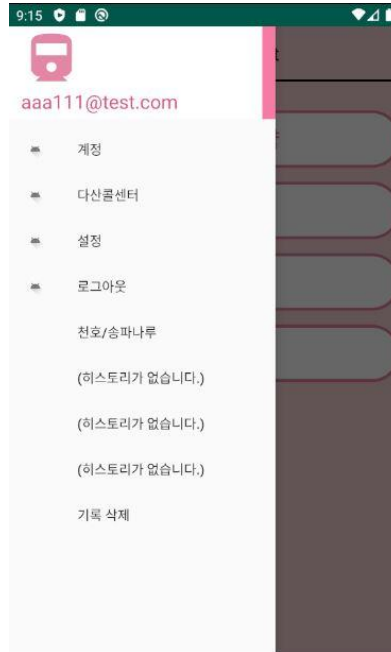 9:15
aaa111@test.com
계정
다산콜센터
설정
로그아웃
천호/송파나루
(히스토리가 없습니다.)
(히스토리가 없습니다.)
(히스토리가 없습니다.)
기록 삭제